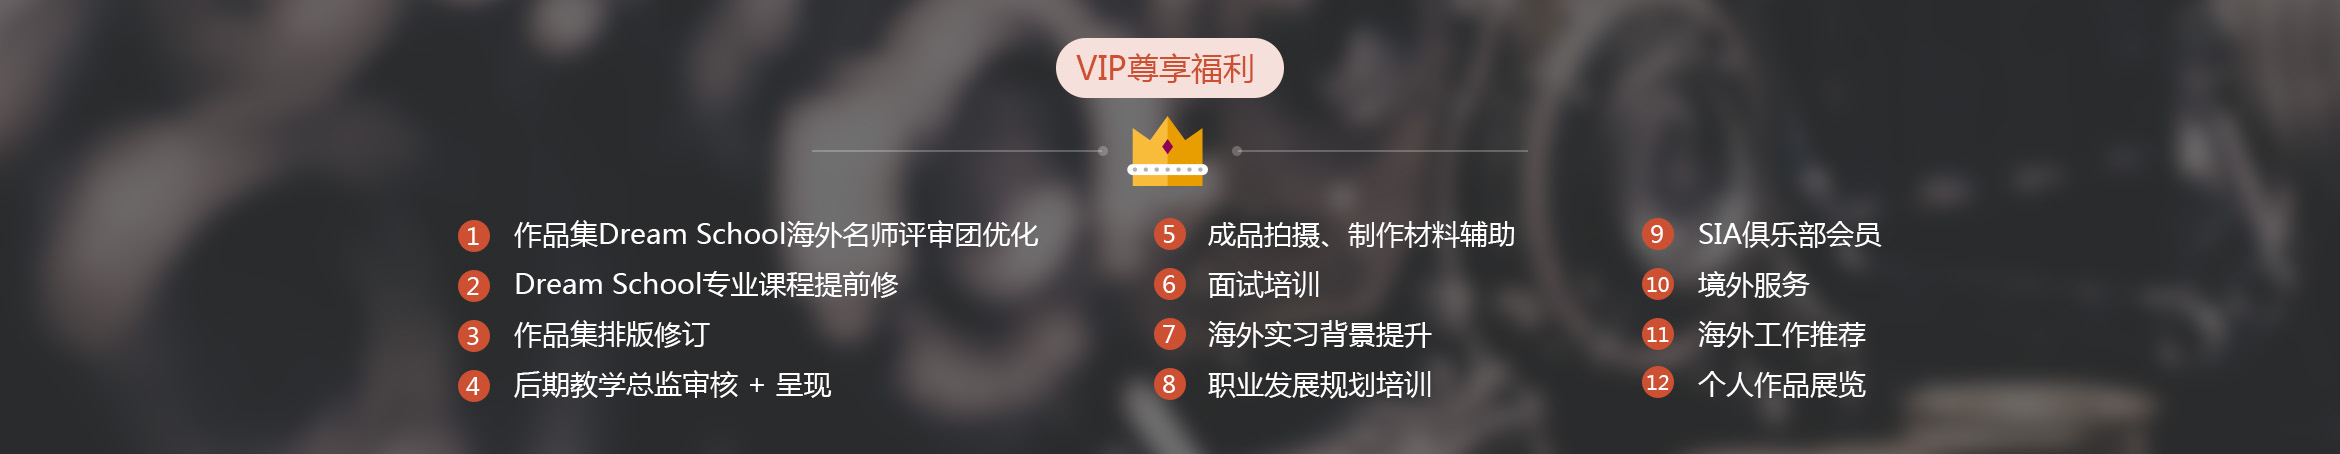 VIP尊享福利
1 作品集Dream School海外名师评审团优化
2 Dream School专业课程提前修
3 作品集排版修订
4 后期教学总监审核 + 呈现
5 成品拍摄、制作材料辅助
6 面试培训
7 海外实习背景提升
8 职业发展规划培训
9 SIA俱乐部会员
10 境外服务
11 海外工作推荐
12 个人作品展览